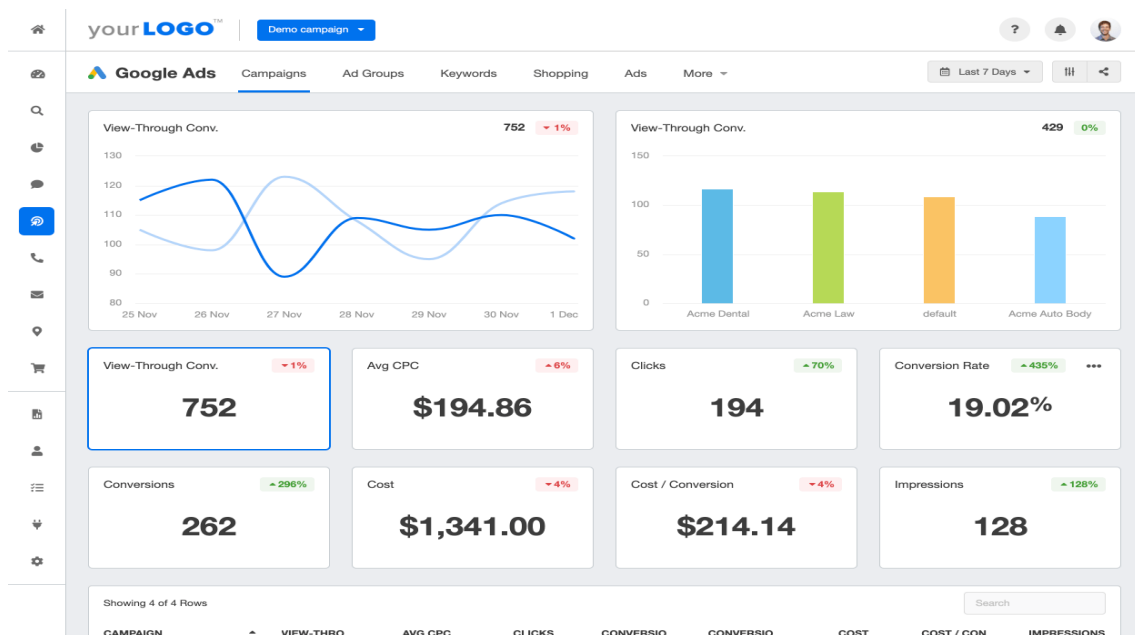 yourLOGO™
Demo campaign
?
Google Ads
Campaigns
Ad Groups
Keywords
Shopping
Ads
More
Last 7 Days
View-Through Conv.
752
1%
130
120
110
100
90
80
25 Nov
26 Nov
27 Nov
28 Nov
29 Nov
30 Nov
1 Dec
View-Through Conv.
429
0%
150
100
50
0
Acme Dental
Acme Law
default
Acme Auto Body
View-Through Conv.
1%
752
Avg CPC
6%
$194.86
Clicks
70%
194
Conversion Rate
435%
19.02%
Conversions
296%
262
Cost
4%
$1,341.00
Cost / Conversion
4%
$214.14
Impressions
128%
128
Showing 4 of 4 Rows
Search
CAMPAIGN
VIEW-THRO
AVG CPC
CLICKS
CONVERSIO
CONVERSIO
COST
COST / CON
IMPRESSIONS